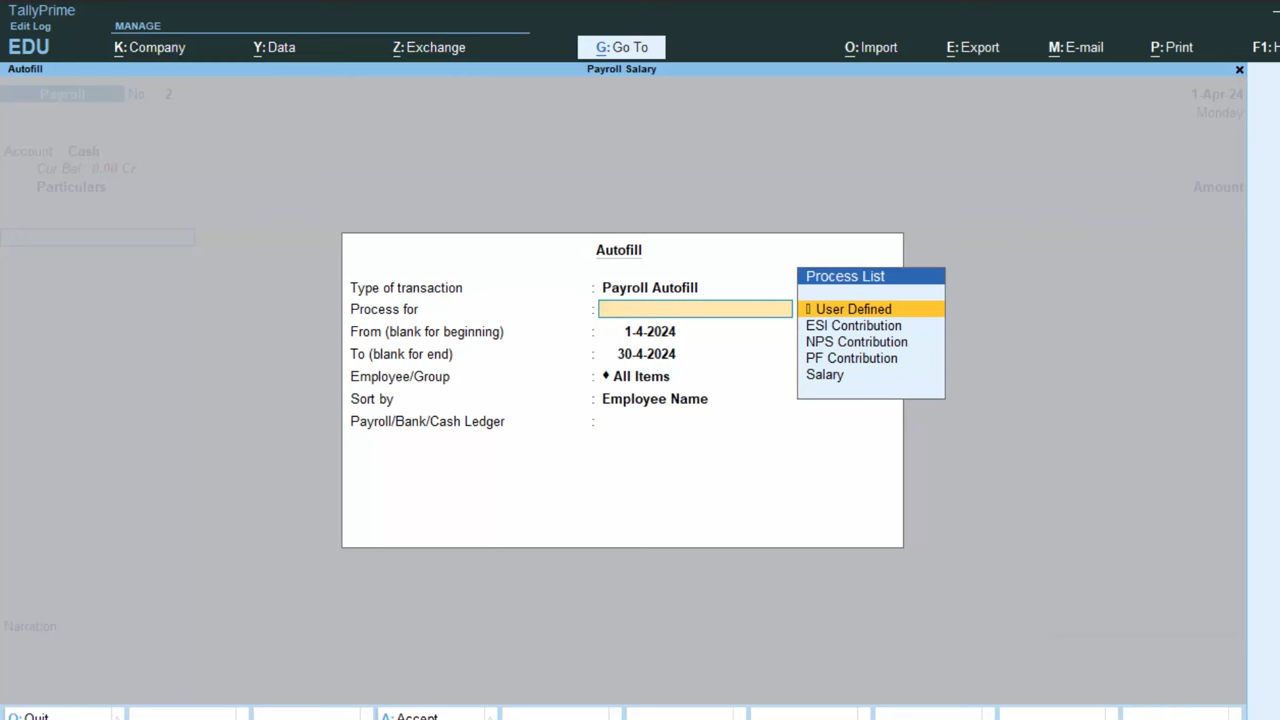 TallyPrime
Edit Log
MANAGE
EDU
K: Company
Y: Data
Z: Exchange
G: Go To
O: Import
E: Export
M: E-mail
P: Print
F1:
Autofill
Payroll Salary
Payroll No. 2
1-Apr-24
Monday
Account Cash
Cur Bal 0.00 Cr
Particulars
Amount
Autofill
Type of transaction : Payroll Autofill
Process for :
From (blank for beginning) : 1-4-2024
To (blank for end) : 30-4-2024
Employee/Group : ♦ All Items
Sort by : Employee Name
Payroll/Bank/Cash Ledger :
Process List
User Defined
ESI Contribution
NPS Contribution
PF Contribution
Salary
Narration
Q: Quit
A: Accept